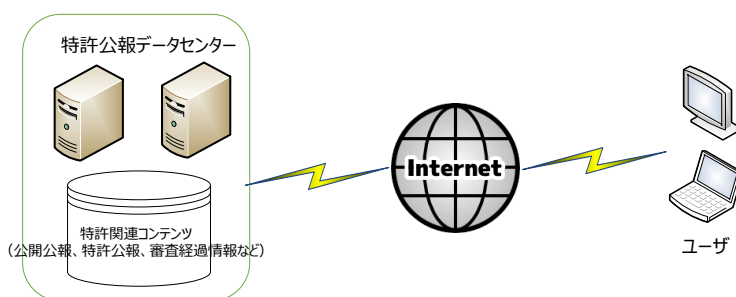 特許公報データセンター
Internet
特許関連コンテンツ
(公開公報、特許公報、審査経過情報など)
ユーザ